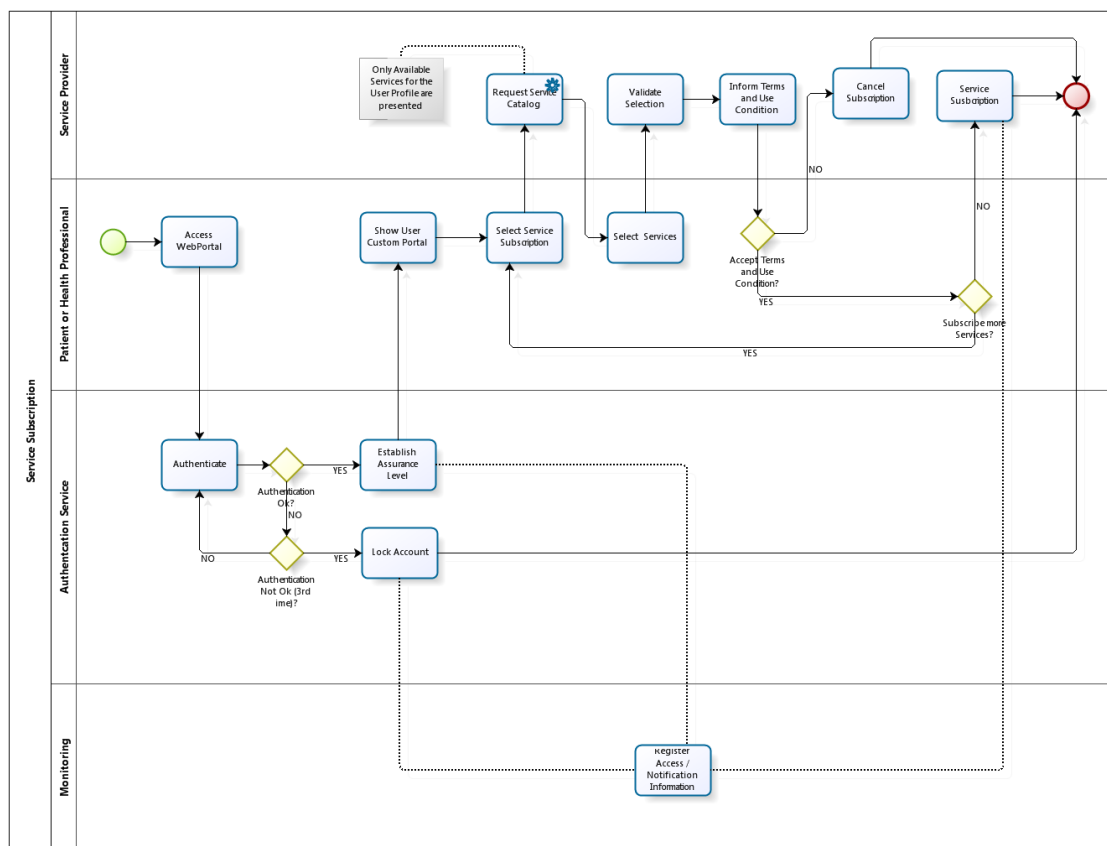 Service Subscription
Service Provider
Only Available
Services for the
User Profile are
presented
Request Service
Catalog
Validate
Selection
Inform Terms
and Use
Condition
Cancel
Subscription
Service
Susbcription
NO
Patient or Health Professional
Access
WebPortal
Show User
Custom Portal
Select Service
Subscription
Select Services
Accept Terms
and Use
Condition?
NO
YES
Subscribe more
Services?
YES
Authentcation Service
Authenticate
Authentication
Ok?
YES
NO
Establish
Assurance
Level
NO
Authentication
Not Ok (3rd
ime)?
YES
Lock Account
Monitoring
Register
Access /
Notification
Information